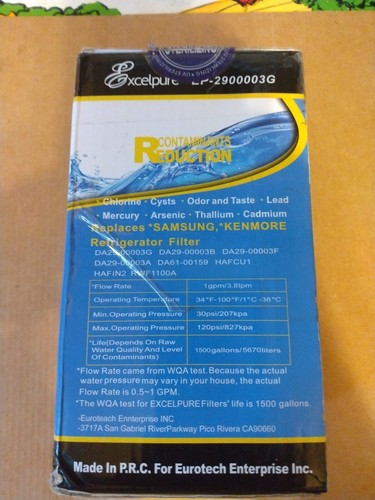 STERILIZING
Excelpure EP-2900003G
CONTAMINANTS
REDUCTION
· Chlorine · Cysts · Odor and Taste · Lead
· Mercury · Arsenic · Thallium · Cadmium
Replaces *SAMSUNG,*KENMORE
Refrigerator Filter
DA29-00003G DA29-00003B DA29-00003F
DA29-00003A DA61-00159 HAFCU1
HAFIN2 RWF1100A
*Flow Rate 1gpm/3.8lpm
Operating Temperature 34°F-100°F/1°C -38°C
Min.Operating Pressure 30psi/207kpa
Max.Operating Pressure 120psi/827kpa
*Life(Depends On Raw
Water Quality And Level
Of Contaminants) 1500gallons/5670liters
*Flow Rate came from WQA test.Because the actual
water pressure may vary in your house, the actual
Flow Rate is 0.5~1 GPM.
*The WQA test for EXCELPURE Filters' life is 1500 gallons.
-Euroteach Ennterprise INC
-3717A San Gabriel RiverParkway Pico Rivera CA90660
Made In P.R.C. For Eurotech Enterprise Inc.